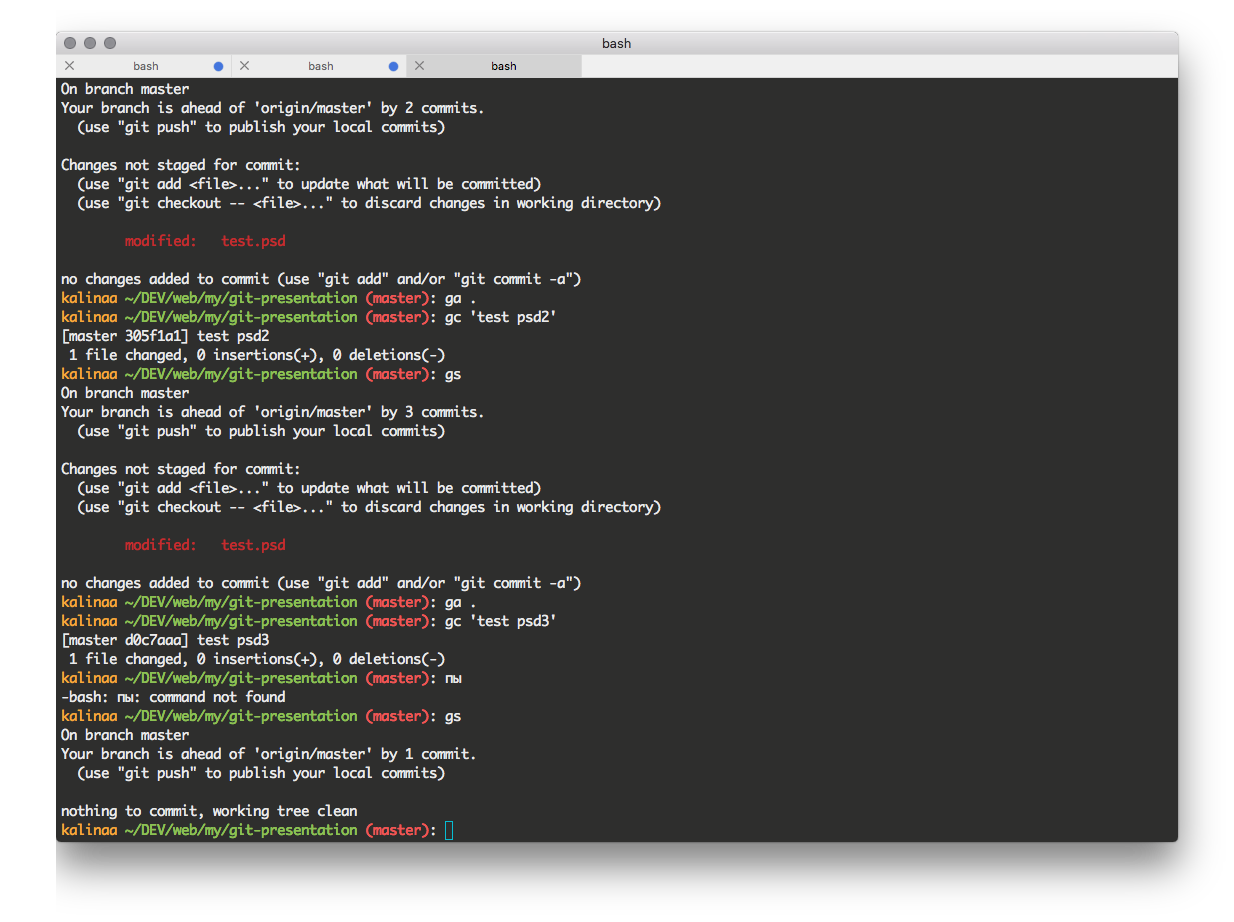 bash
bash
bash
bash
On branch master
Your branch is ahead of 'origin/master' by 2 commits.
  (use "git push" to publish your local commits)

Changes not staged for commit:
  (use "git add <file>..." to update what will be committed)
  (use "git checkout -- <file>..." to discard changes in working directory)

        modified:   test.psd

no changes added to commit (use "git add" and/or "git commit -a")
kalinaa ~/DEV/web/my/git-presentation (master): ga .
kalinaa ~/DEV/web/my/git-presentation (master): gc 'test psd2'
[master 305f1a1] test psd2
 1 file changed, 0 insertions(+), 0 deletions(-)
kalinaa ~/DEV/web/my/git-presentation (master): gs
On branch master
Your branch is ahead of 'origin/master' by 3 commits.
  (use "git push" to publish your local commits)

Changes not staged for commit:
  (use "git add <file>..." to update what will be committed)
  (use "git checkout -- <file>..." to discard changes in working directory)

        modified:   test.psd

no changes added to commit (use "git add" and/or "git commit -a")
kalinaa ~/DEV/web/my/git-presentation (master): ga .
kalinaa ~/DEV/web/my/git-presentation (master): gc 'test psd3'
[master d0c7aaa] test psd3
 1 file changed, 0 insertions(+), 0 deletions(-)
kalinaa ~/DEV/web/my/git-presentation (master): пы
-bash: пы: command not found
kalinaa ~/DEV/web/my/git-presentation (master): gs
On branch master
Your branch is ahead of 'origin/master' by 1 commit.
  (use "git push" to publish your local commits)

nothing to commit, working tree clean
kalinaa ~/DEV/web/my/git-presentation (master):